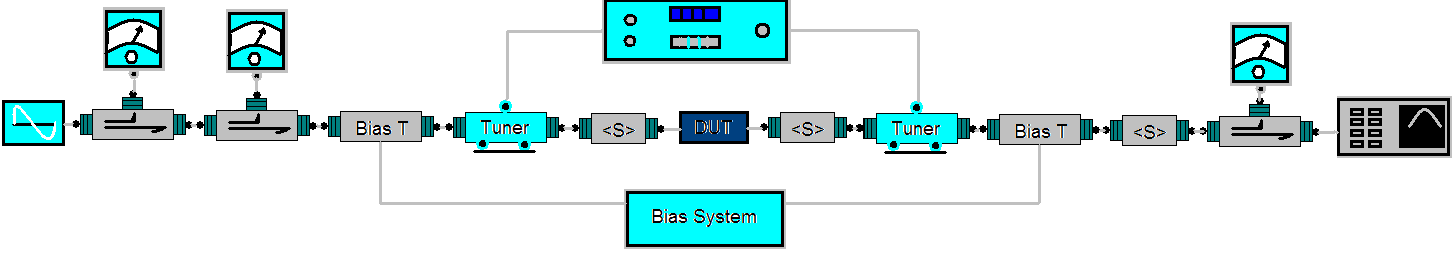 Bias T
Tuner
<S>
DUT
<S>
Tuner
Bias T
<S>
Bias System